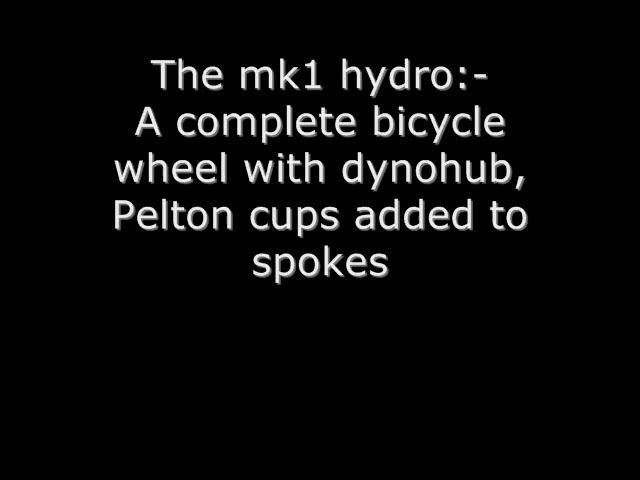 The mk1 hydro:-
A complete bicycle
wheel with dynohub,
Pelton cups added to
spokes